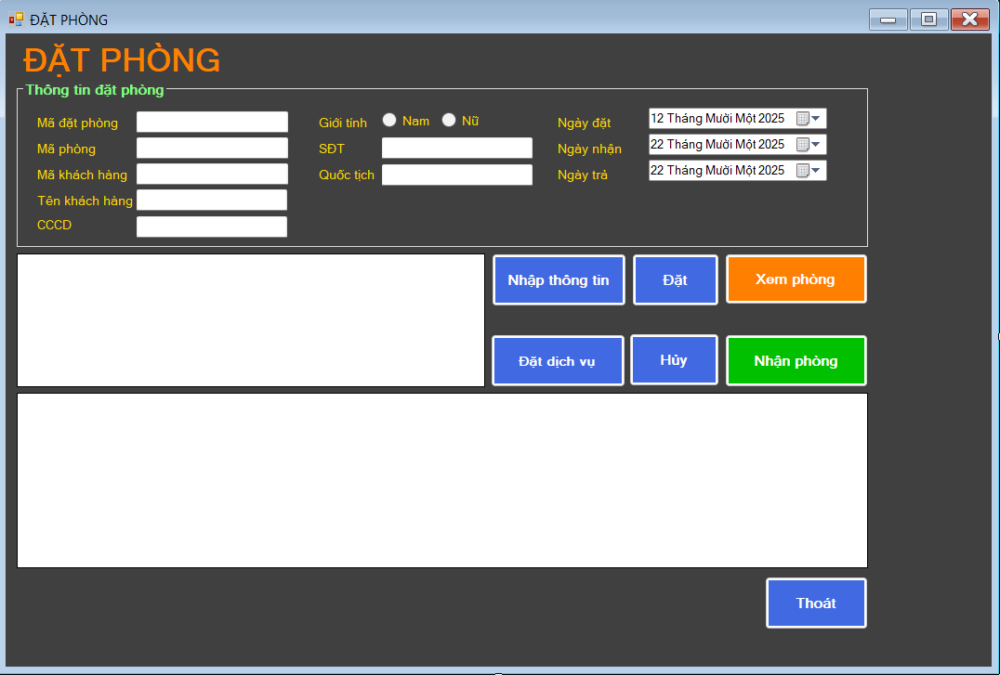 ĐẶT PHÒNG
ĐẶT PHÒNG
Thông tin đặt phòng
Mã đặt phòng
Mã phòng
Mã khách hàng
Tên khách hàng
CCCD
Giới tính
Nam
Nữ
SĐT
Quốc tịch
Ngày đặt
12 Tháng Mười Một 2025
Ngày nhận
22 Tháng Mười Một 2025
Ngày trả
22 Tháng Mười Một 2025
Nhập thông tin
Đặt
Xem phòng
Đặt dịch vụ
Hủy
Nhận phòng
Thoát